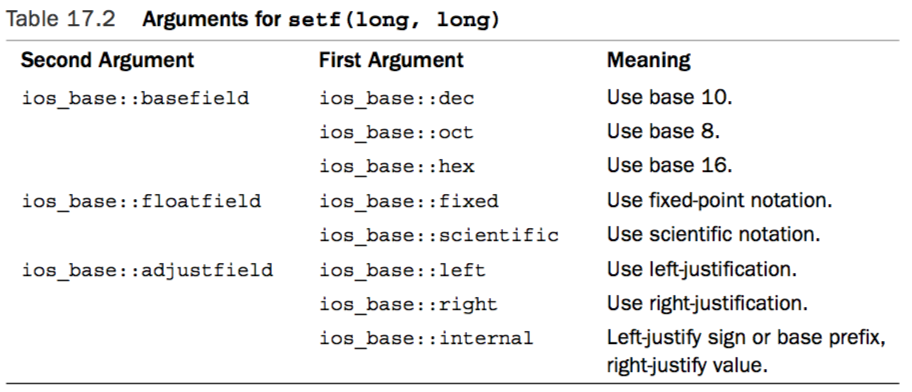 Table 17.2 Arguments for setf(long, long)
Second Argument First Argument Meaning
ios_base::basefield ios_base::dec Use base 10.
ios_base::oct Use base 8.
ios_base::hex Use base 16.
ios_base::floatfield ios_base::fixed Use fixed-point notation.
ios_base::scientific Use scientific notation.
ios_base::adjustfield ios_base::left Use left-justification.
ios_base::right Use right-justification.
ios_base::internal Left-justify sign or base prefix,
right-justify value.